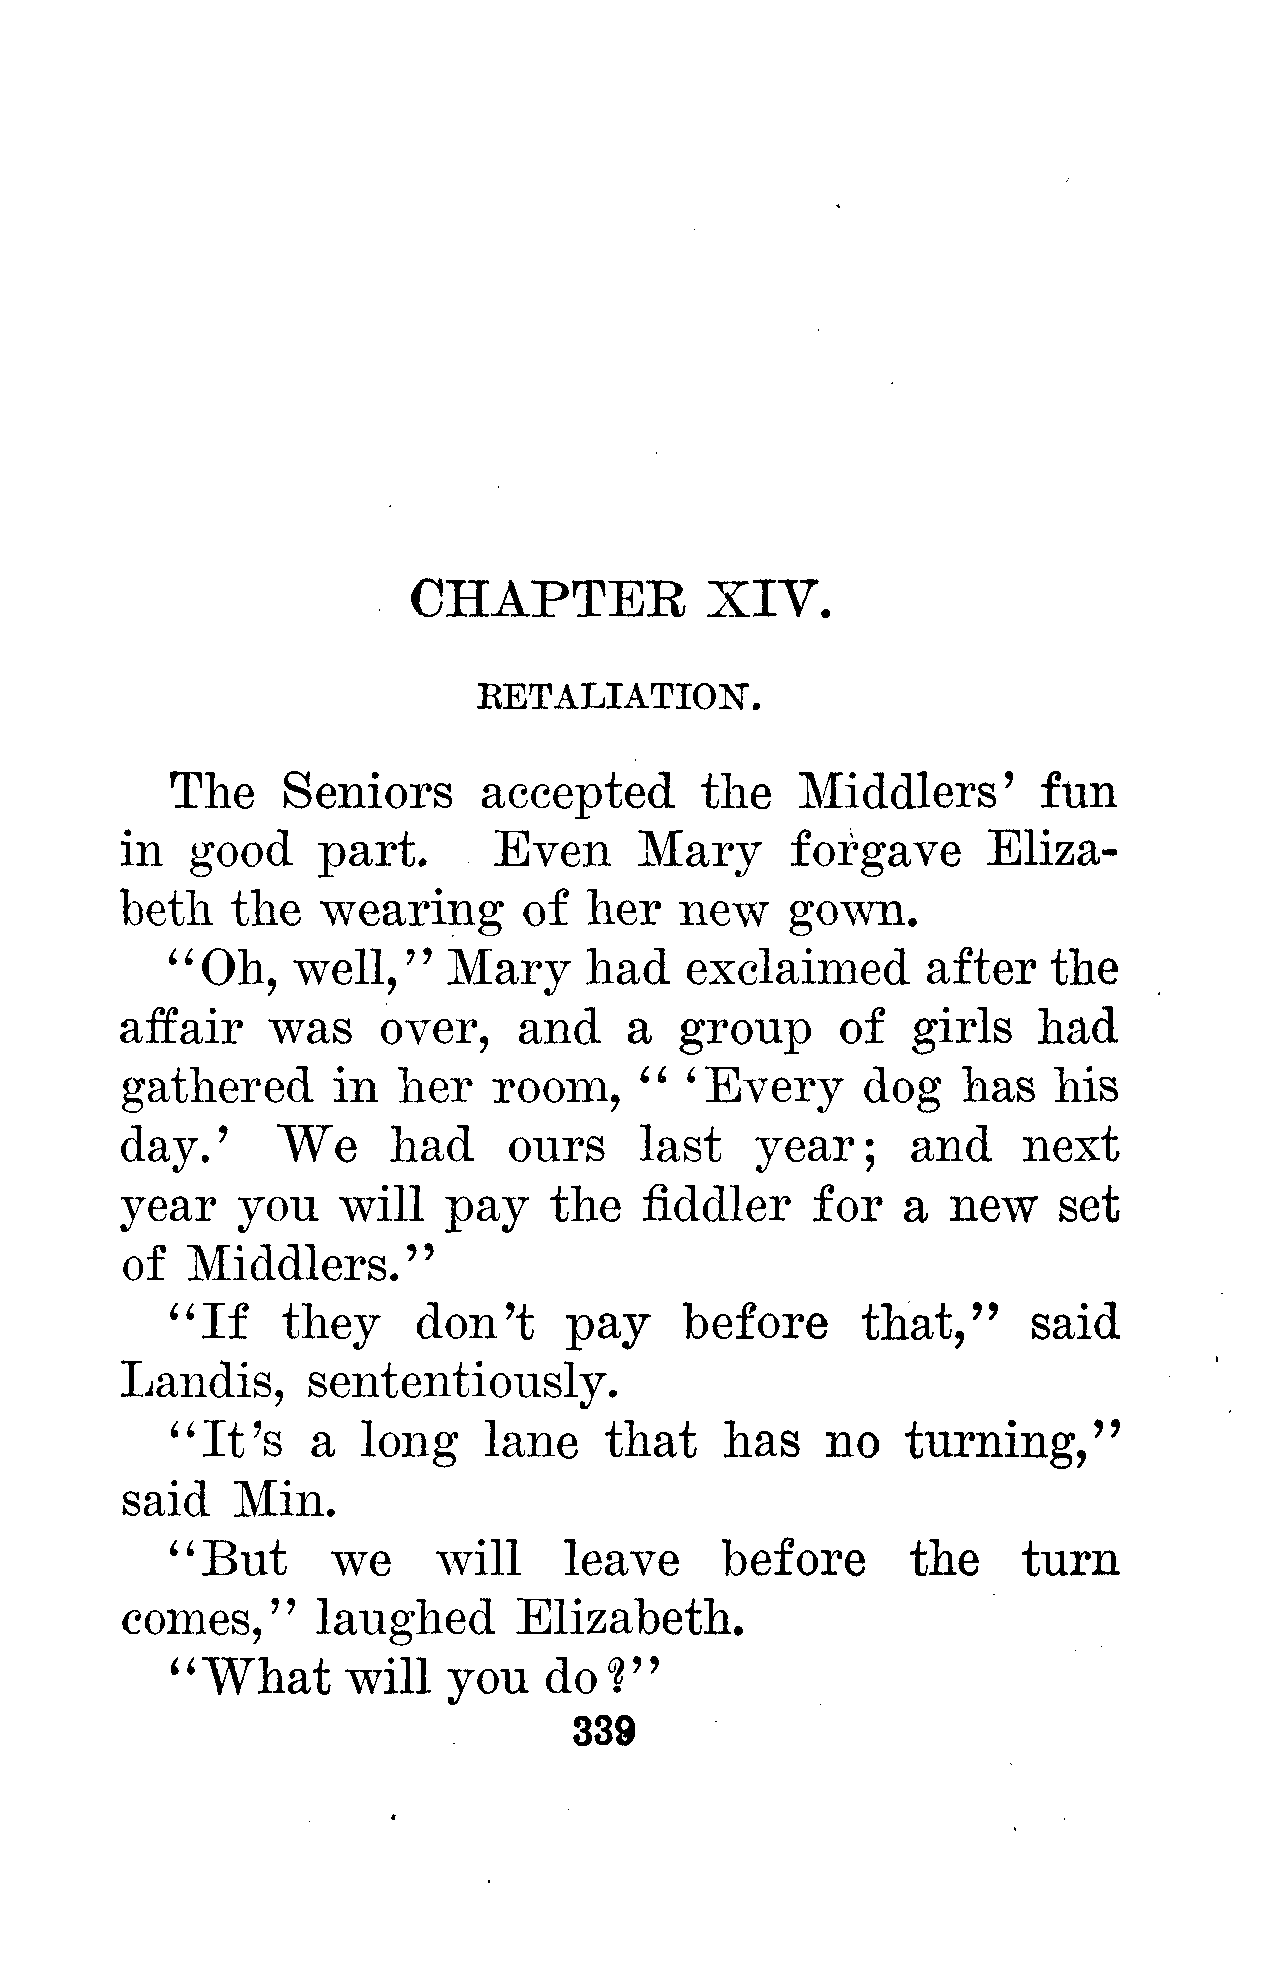 CHAPTER XIV.
RETALIATION.
The Seniors accepted the Middlers' fun
in good part. Even Mary forgave Eliza-
beth the wearing of her new gown.
"Oh, well," Mary had exclaimed after the
affair was over, and a group of girls had
gathered in her room, " 'Every dog has his
day.' We had ours last year; and next
year you will pay the fiddler for a new set
of Middlers."
"If they don't pay before that," said
Landis, sententiously.
"It's a long lane that has no turning,"
said Min.
"But we will leave before the turn
comes," laughed Elizabeth.
"What will you do?"
339